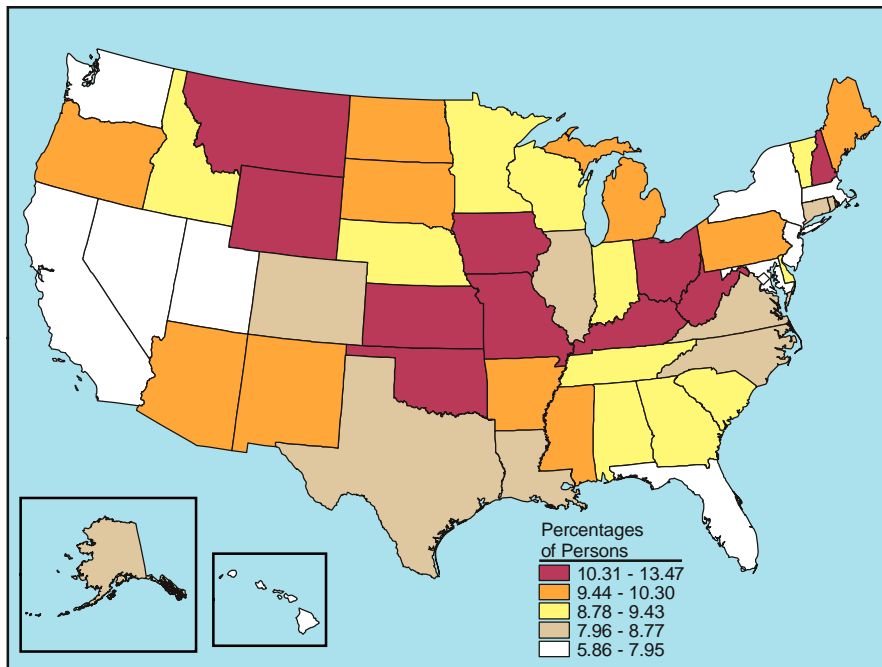 Percentages
of Persons
10.31 - 13.47
9.44 - 10.30
8.78 - 9.43
7.96 - 8.77
5.86 - 7.95